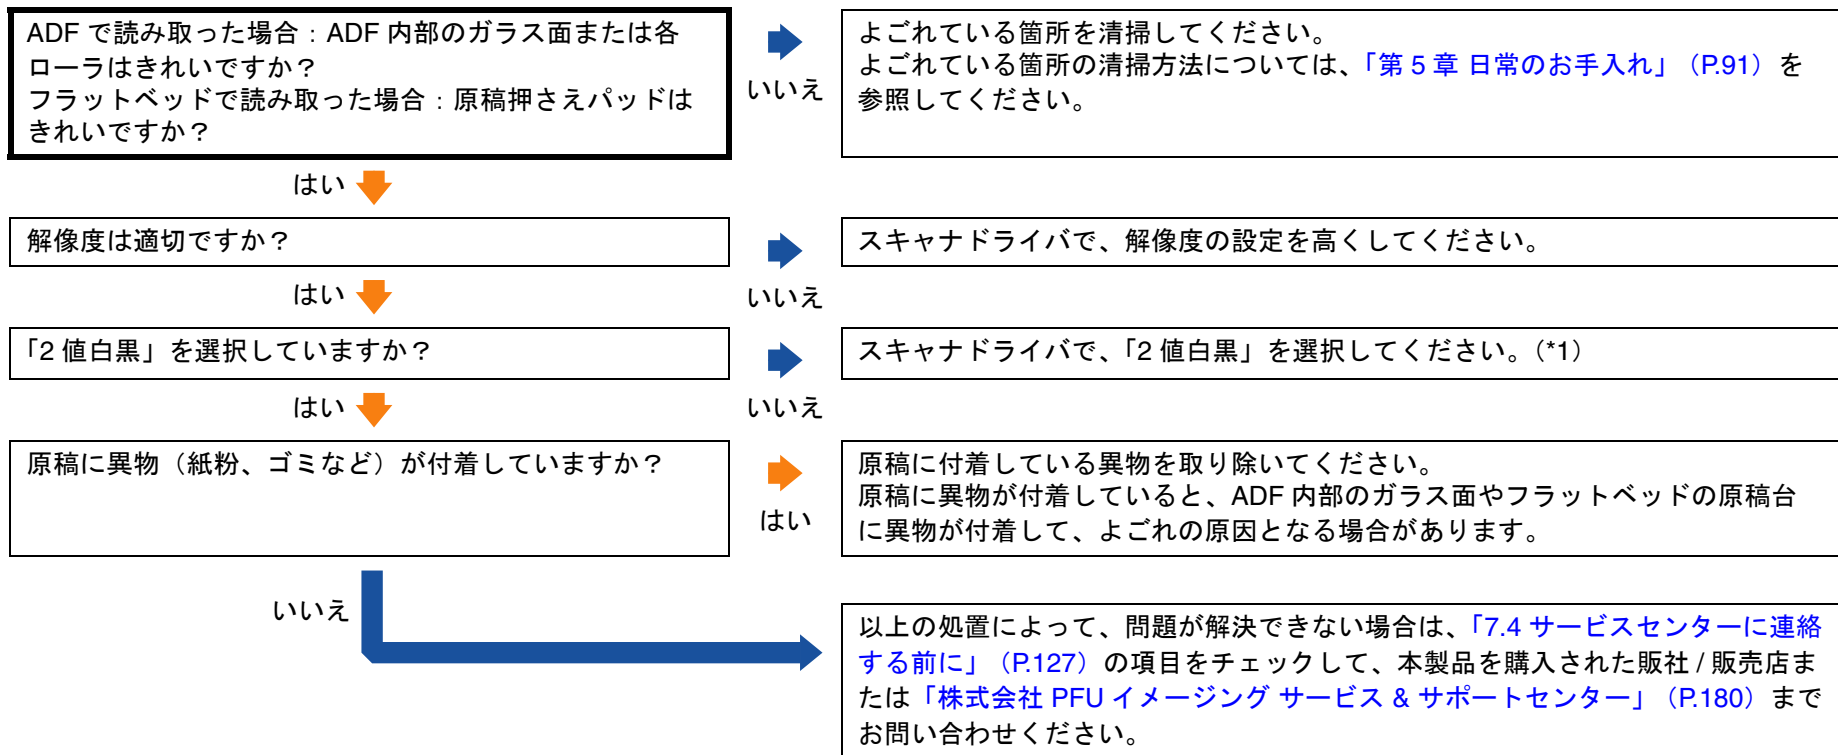 ADF で読み取った場合：ADF 内部のガラス面または各
ローラはきれいですか？
フラットベッドで読み取った場合：原稿押さえパッドは
きれいですか？
いいえ
よごれている箇所を清掃してください。
よごれている箇所の清掃方法については、「第 5 章 日常のお手入れ」（P.91）を
参照してください。
はい
解像度は適切ですか？
いいえ
スキャナドライバで、解像度の設定を高くしてください。
はい
「2 値白黒」を選択していますか？
いいえ
スキャナドライバで、「2 値白黒」を選択してください。(*1)
はい
原稿に異物（紙粉、ゴミなど）が付着していますか？
はい
原稿に付着している異物を取り除いてください。
原稿に異物が付着していると、ADF 内部のガラス面やフラットベッドの原稿台
に異物が付着して、よごれの原因となる場合があります。
いいえ
以上の処置によって、問題が解決できない場合は、「7.4 サービスセンターに連絡
する前に」（P.127）の項目をチェックして、本製品を購入された販社 / 販売店ま
たは「株式会社 PFU イメージング サービス & サポートセンター」（P.180）まで
お問い合わせください。